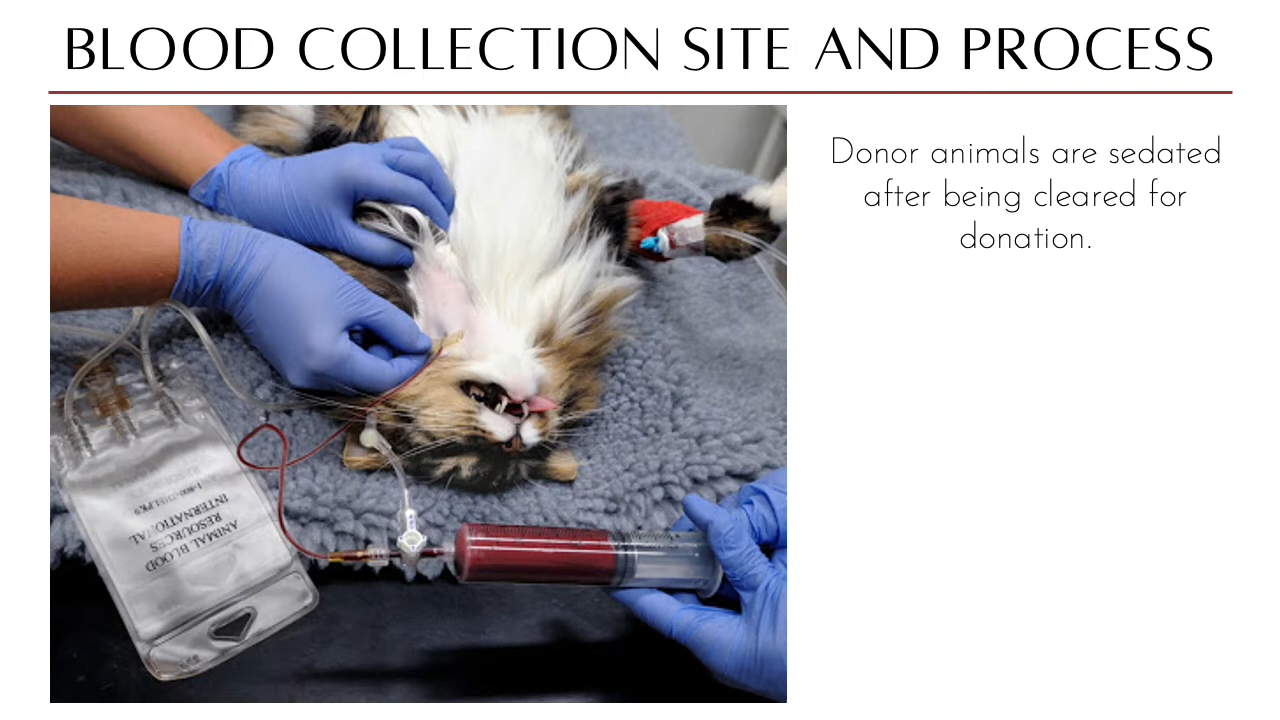 BLOOD COLLECTION SITE AND PROCESS
Donor animals are sedated
after being cleared for
donation.
ANIMAL BLOOD
RESOURCES
INTERNATIONAL